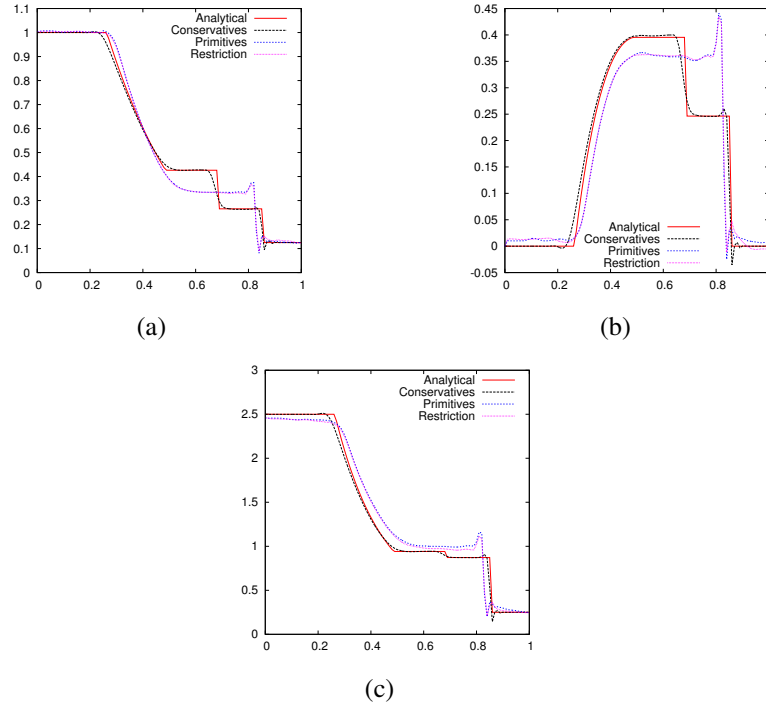 1.1
1
0.9
0.8
0.7
0.6
0.5
0.4
0.3
0.2
0.1
0
0 0.2 0.4 0.6 0.8 1
Analytical
Conservatives
Primitives
Restriction
(a)
0.45
0.4
0.35
0.3
0.25
0.2
0.15
0.1
0.05
0
-0.05
0 0.2 0.4 0.6 0.8
Analytical
Conservatives
Primitives
Restriction
(b)
3
2.5
2
1.5
1
0.5
0
0 0.2 0.4 0.6 0.8 1
Analytical
Conservatives
Primitives
Restriction
(c)